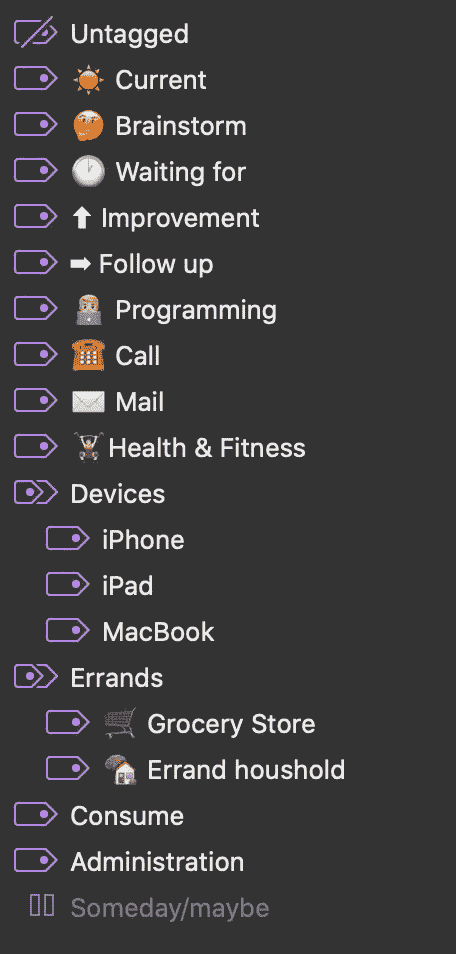 Untagged
☀️ Current
🤔 Brainstorm
🕐 Waiting for
⬆ Improvement
➡ Follow up
👨‍💻 Programming
☎️ Call
✉️ Mail
🏋️ Health & Fitness
Devices
iPhone
iPad
MacBook
Errands
🛒 Grocery Store
🏠 Errand houshold
Consume
Administration
Someday/maybe